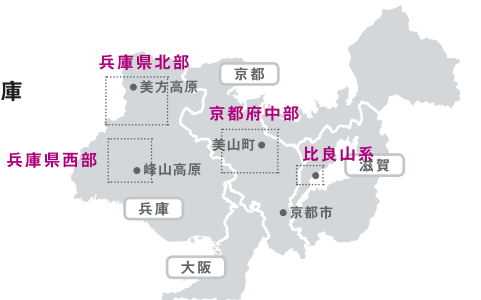 兵庫県北部
京都
美方高原
庫
京都府中部
美山町
比良山系
兵庫県西部
滋賀
峰山高原
兵庫
京都市
大阪